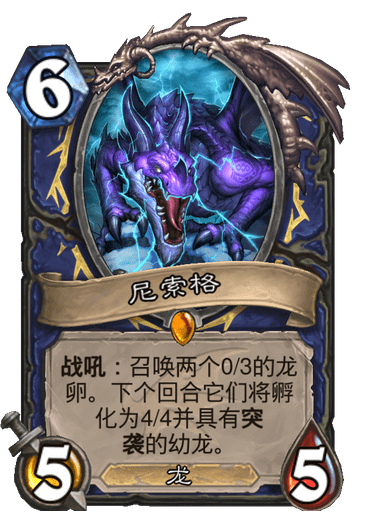 6
尼索格
战吼：召唤两个0/3的龙
卵。下个回合它们将孵
化为4/4并具有突
袭的幼龙。
5
龙
5